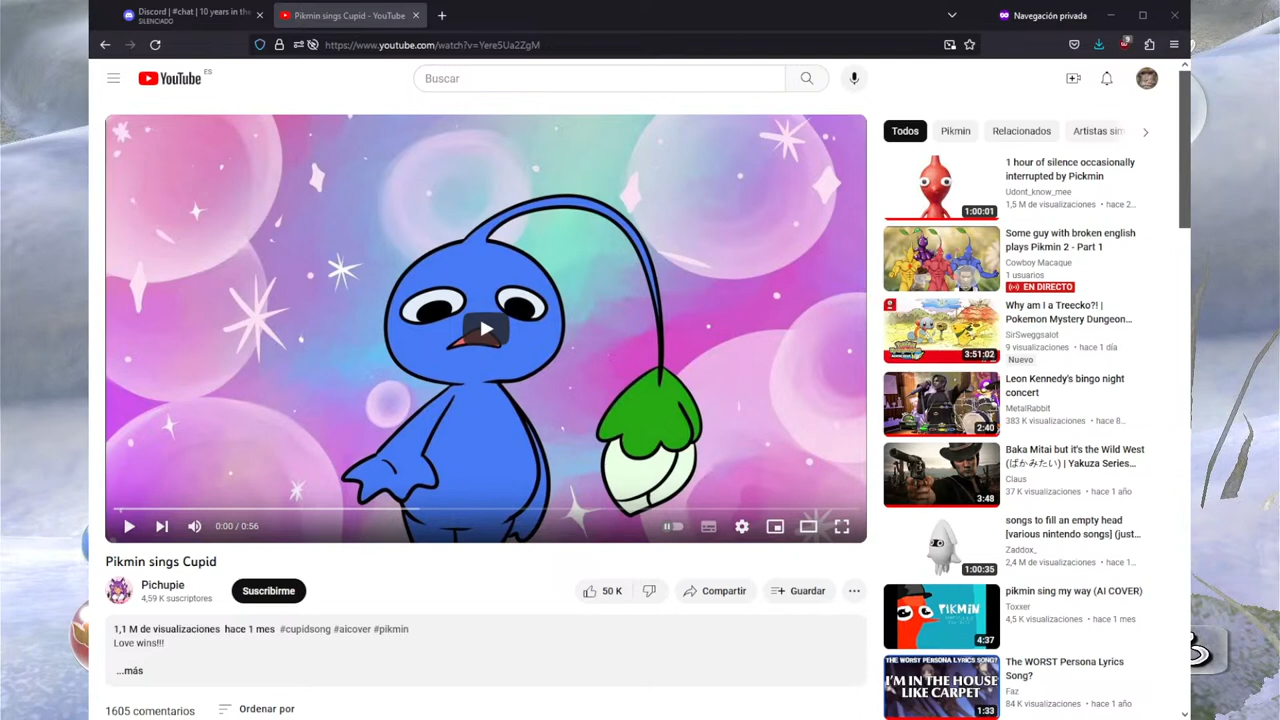 Discord | #chat | 10 years in the
SILENCIADO
Pikmin sings Cupid - YouTube
Navegación privada
https://www.youtube.com/watch?v=Yere5Ua2ZgM
9
YouTube ES
Buscar
Todos
Pikmin
Relacionados
Artistas sim
1 hour of silence occasionally
interrupted by Pickmin
Udont_know_mee
1,5 M de visualizaciones • hace 2...
1:00:01
Some guy with broken english
plays Pikmin 2 - Part 1
Cowboy Macaque
1 usuarios
EN DIRECTO
Why am I a Treecko?! |
Pokemon Mystery Dungeon...
SirSweggsalot
9 visualizaciones • hace 1 día
Nuevo
3:51:02
Leon Kennedy's bingo night
concert
MetalRabbit
383 K visualizaciones • hace 8...
2:40
Baka Mitai but it's the Wild West
(ばかみたい) | Yakuza Series...
Claus
37 K visualizaciones • hace 1 año
3:48
songs to fill an empty head
[various nintendo songs] (just...
Zaddox_
2,4 M de visualizaciones • hace 1...
1:00:35
pikmin sing my way (AI COVER)
Toxxer
4,5 K visualizaciones • hace 1 mes
PIKMIN
4:37
The WORST Persona Lyrics
Song?
Faz
84 K visualizaciones • hace 1 año
THE WORST PERSONA LYRICS SONG?
I'M IN THE HOUSE
LIKE CARPET
1:33
0:00 / 0:56
Pikmin sings Cupid
Pichupie
4,59 K suscriptores
Suscribirme
50 K
Compartir
Guardar
1,1 M de visualizaciones hace 1 mes #cupidsong #aicover #pikmin
Love wins!!!
...más
1605 comentarios
Ordenar por